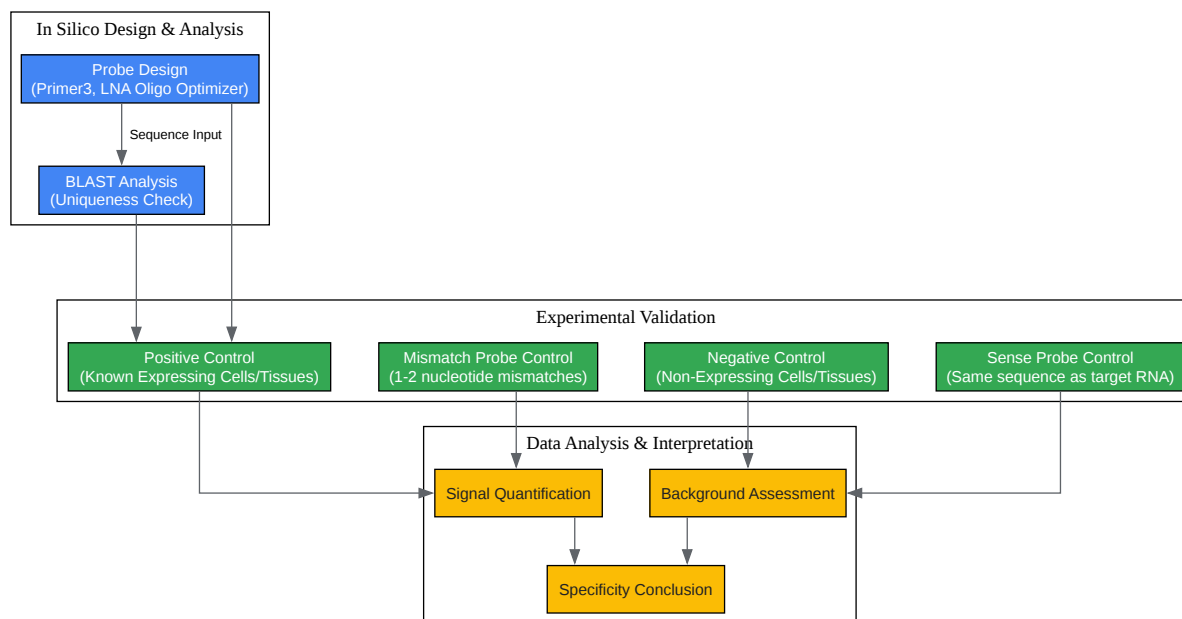 In Silico Design & Analysis
Probe Design
(Primer3, LNA Oligo Optimizer)
Sequence Input
BLAST Analysis
(Uniqueness Check)
Experimental Validation
Positive Control
(Known Expressing Cells/Tissues)
Mismatch Probe Control
(1-2 nucleotide mismatches)
Negative Control
(Non-Expressing Cells/Tissues)
Sense Probe Control
(Same sequence as target RNA)
Data Analysis & Interpretation
Signal Quantification
Background Assessment
Specificity Conclusion